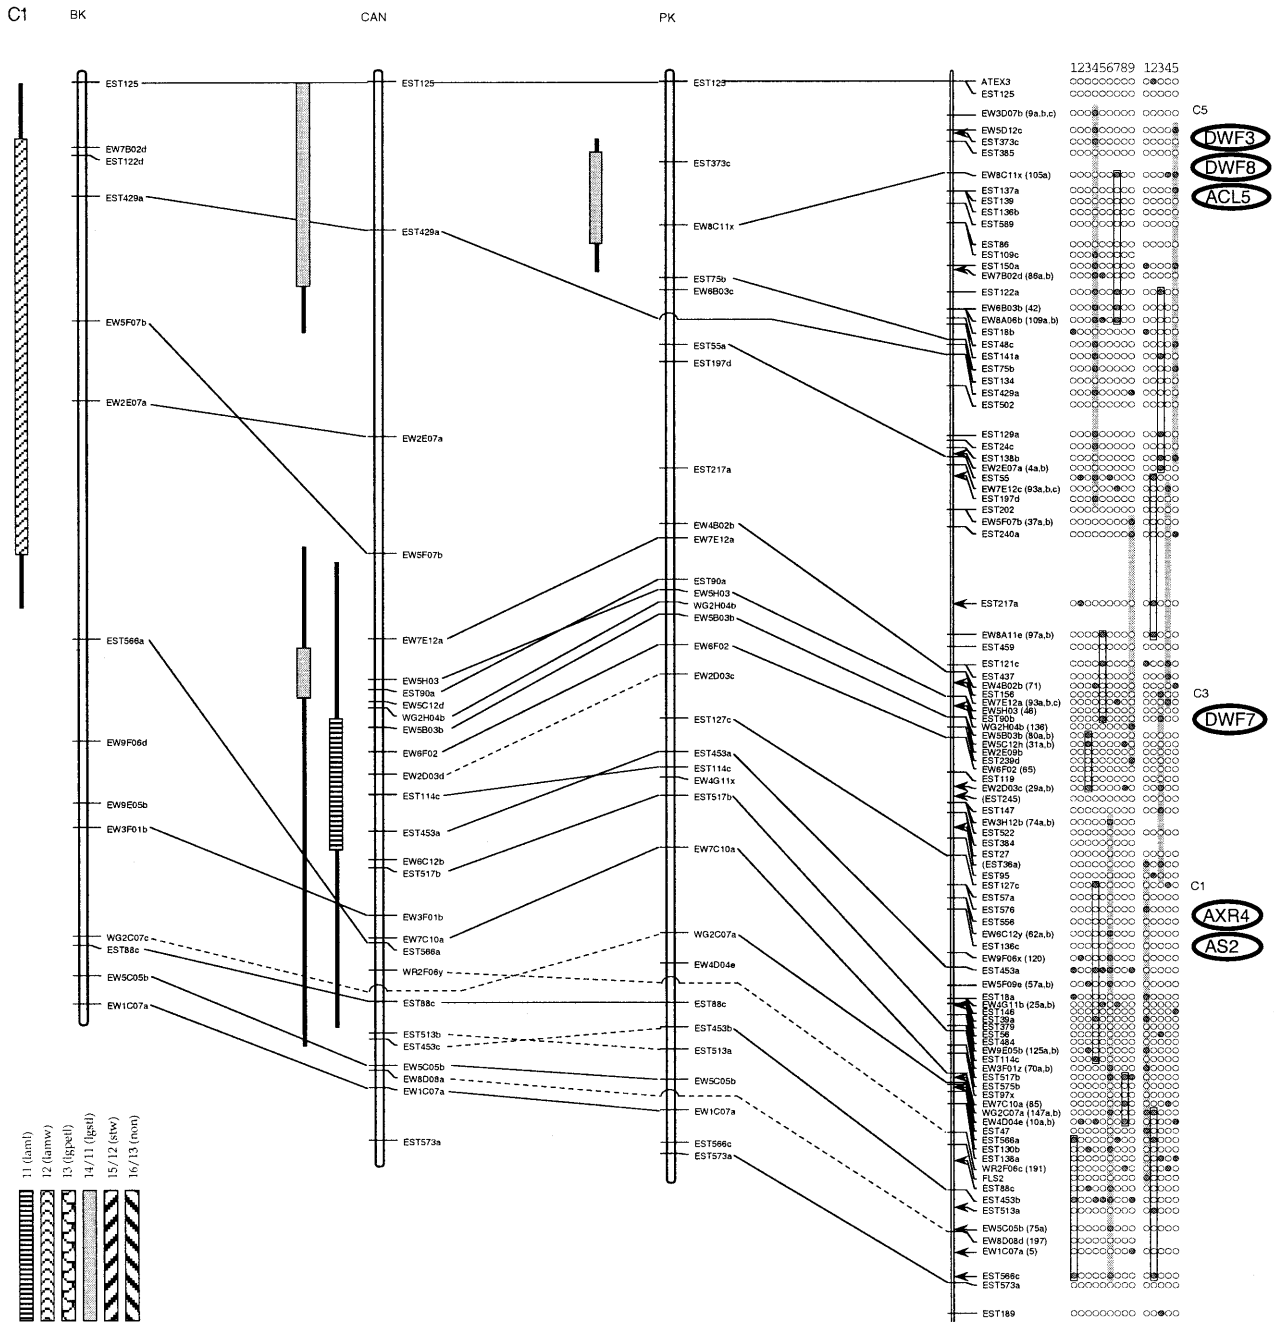 C1
BK
CAN
PK
EST125
EW7B02d
EST122d
EST429a
EW5F07b
EW2E07a
EST566a
EW9F06d
EW9E05b
EW3F01b
WG2C07c
EST88c
EW5C05b
EW1C07a
EST125
EST429a
EW2E07a
EW5F07b
EW7E12a
EW5H03
EST90a
EW5C12d
WG2H04b
EW5B03b
EW6F02
EW2D03d
EST114c
EST453a
EW6C12b
EST517b
EW3F01b
EW7C10a
EST566a
WR2F06y
EST88c
EST513b
EST453c
EW5C05b
EW8D08a
EW1C07a
EST573a
EST125
EST373c
EW8C11x
EST75b
EW6B03c
EST55a
EST197d
EST217a
EW4B02b
EW7E12a
EST90a
EW5H03
WG2H04b
EW5B03b
EW6F02
EW2D03c
EST127c
EST453a
EST114c
EW4G11x
EST517b
EW7C10a
WG2C07a
EW4D04e
EST88c
EST453b
EST513a
EW5C05b
EW1C07a
EST566c
EST573a
123456789 12345
ATEX3
EST125
EW3D07b (9a,b,c)
EW5D12c
EST373c
EST385
EW8C11x (105a)
EST137a
EST139
EST136b
EST589
EST86
EST109c
EST150a
EW7B02d (86a,b)
EST122a
EW6B03b (42)
EW8A06b (109a,b)
EST18b
EST48c
EST141a
EST75b
EST134
EST429a
EST502
EST129a
EST24c
EST138b
EW2E07a (4a,b)
EST55
EW7E12c (93a,b,c)
EST197d
EST202
EW5F07b (37a,b)
EST240a
EST217a
EW8A11e (97a,b)
EST459
EST121c
EST437
EW4B02b (71)
EST156
EW7E12a (93a,b,c)
EW5H03 (46)
EST90b
WG2H04b (136)
EW5B03b (80a,b)
EW5C12h (31a,b)
EW2E09b
EST239d
EW6F02 (65)
EST119
EW2D03c (29a,b)
(EST245)
EST147
EW3H12b (74a,b)
EST522
EST384
EST27
(EST36a)
EST95
EST127c
EST57a
EST576
EST556
EW6C12y (62a,b)
EST136c
EW9F06x (120)
EST453a
EW5F09e (57a,b)
EST18a
EW4G11b (25a,b)
EST146
EST39a
EST379
EST56
EST484
EW9E05b (125a,b)
EST114c
EW3F01z (70a,b)
EST517b
EST575b
EST97x
EW7C10a (85)
WG2C07a (147a,b)
EW4D04e (10a,b)
EST47
EST566a
EST130b
EST138a
WR2F06c (191)
FLS2
EST88c
EST453b
EST513a
EW5C05b (75a)
EW8D08d (197)
EW1C07a (5)
EST566c
EST573a
EST189
C5
DWF3
DWF8
ACL5
C3
DWF7
C1
AXR4
AS2
11 (laml)
12 (lamw)
13 (lgpetl)
14/11 (lgstl)
15/12 (stw)
16/13 (non)